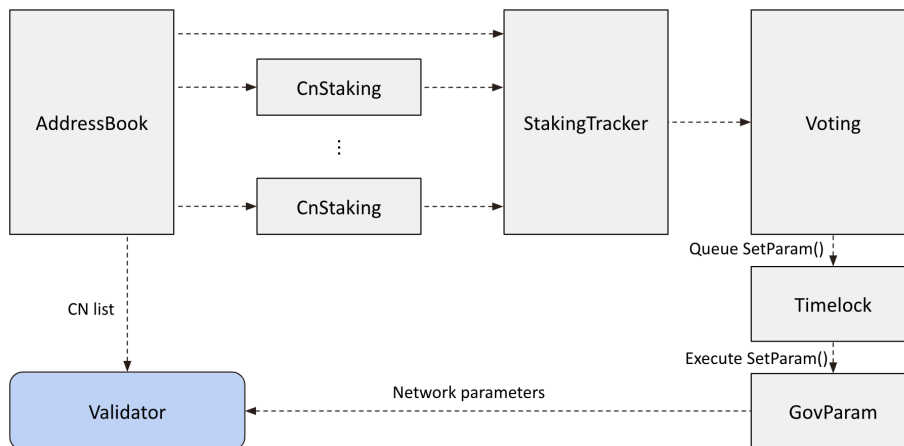 CnStaking
AddressBook
StakingTracker
Voting
⋮
CnStaking
Queue SetParam()
CN list
Timelock
Execute SetParam()
Network parameters
Validator
GovParam